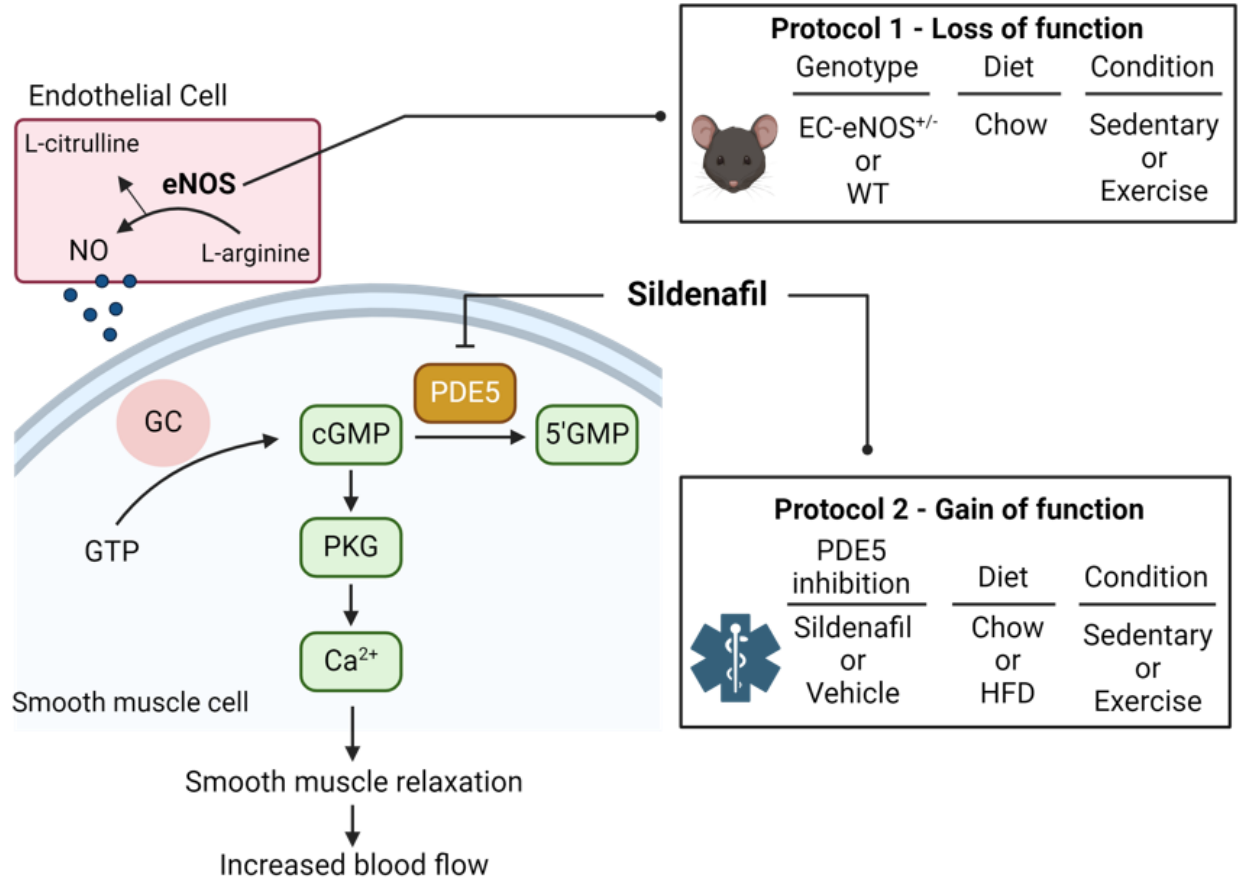 Endothelial Cell
L-citrulline
eNOS
NO
L-arginine
Protocol 1 - Loss of function
Genotype Diet Condition
EC-eNOS+/- Chow Sedentary
or or
WT Exercise
Sildenafil
GC
PDE5
cGMP
5'GMP
GTP
PKG
Ca2+
Smooth muscle cell
Smooth muscle relaxation
Increased blood flow
Protocol 2 - Gain of function
PDE5
inhibition Diet Condition
Sildenafil Chow Sedentary
or or or
Vehicle HFD Exercise